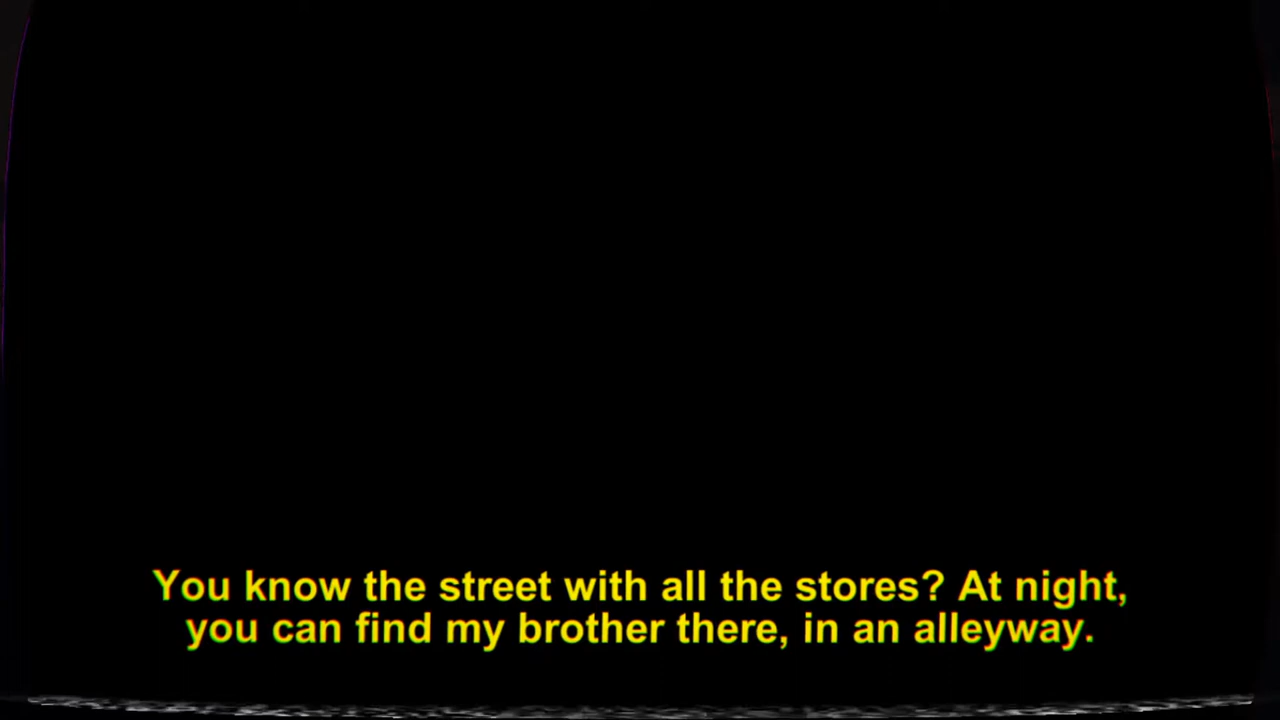 You know the street with all the stores? At night,
you can find my brother there, in an alleyway.